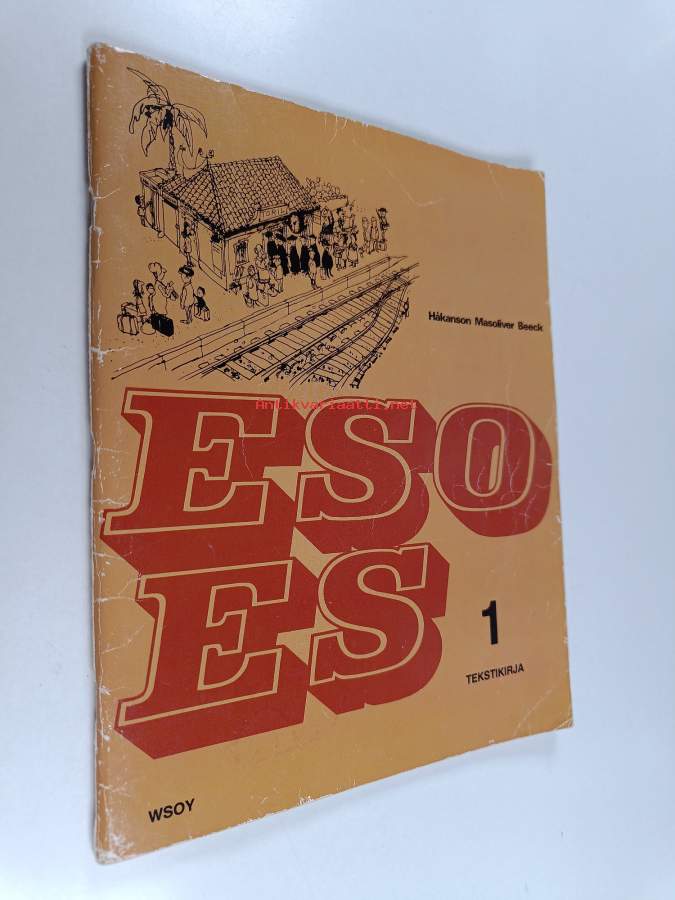 Håkanson Masoliver Beeck
Antikvariaatti.net
ESO
ES
1
TEKSTIKIRJA
WSOY